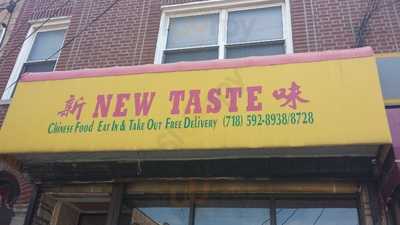 新 NEW TASTE 味
Chinese Food Eat In & Take Out Free Delivery (718) 592-8938/8728